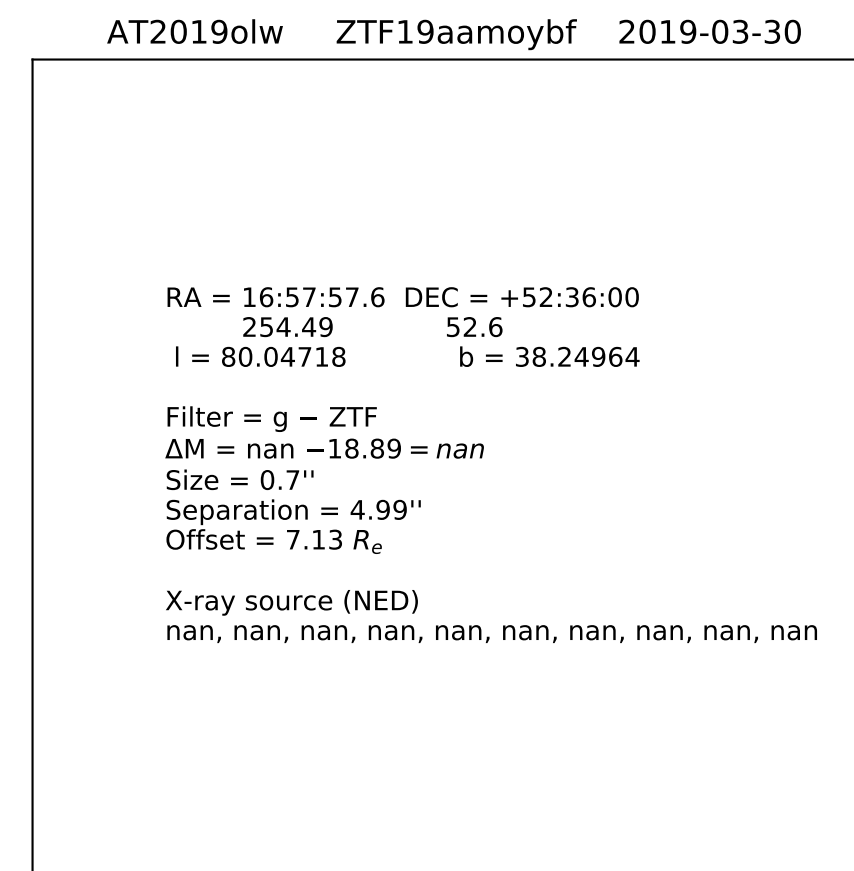 AT2019olw ZTF19aamoybf 2019-03-30
RA = 16:57:57.6 DEC = +52:36:00
254.49 52.6
l = 80.04718 b = 38.24964
Filter = g − ZTF
ΔM = nan −18.89 = nan
Size = 0.7''
Separation = 4.99''
Offset = 7.13 Re
X-ray source (NED)
nan, nan, nan, nan, nan, nan, nan, nan, nan, nan